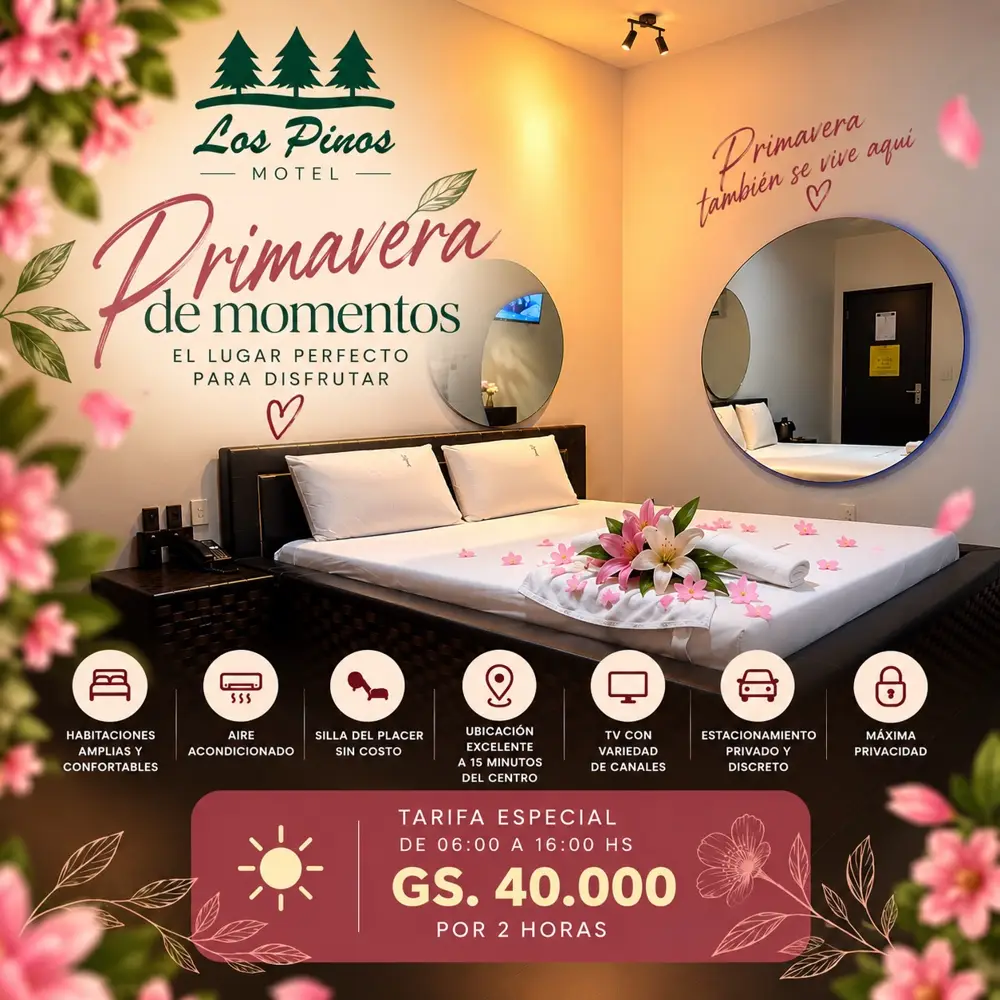 Los Pinos
MOTEL
Primavera
de momentos
EL LUGAR PERFECTO
PARA DISFRUTAR
Primavera
también se vive aquí
HABITACIONES
AMPLIAS Y
CONFORTABLES
AIRE
ACONDICIONADO
SILLA DEL PLACER
SIN COSTO
UBICACIÓN
EXCELENTE
A 15 MINUTOS
DEL CENTRO
TV CON
VARIEDAD
DE CANALES
ESTACIONAMIENTO
PRIVADO Y
DISCRETO
MÁXIMA
PRIVACIDAD
TARIFA ESPECIAL
DE 06:00 A 16:00 HS
GS. 40.000
POR 2 HORAS